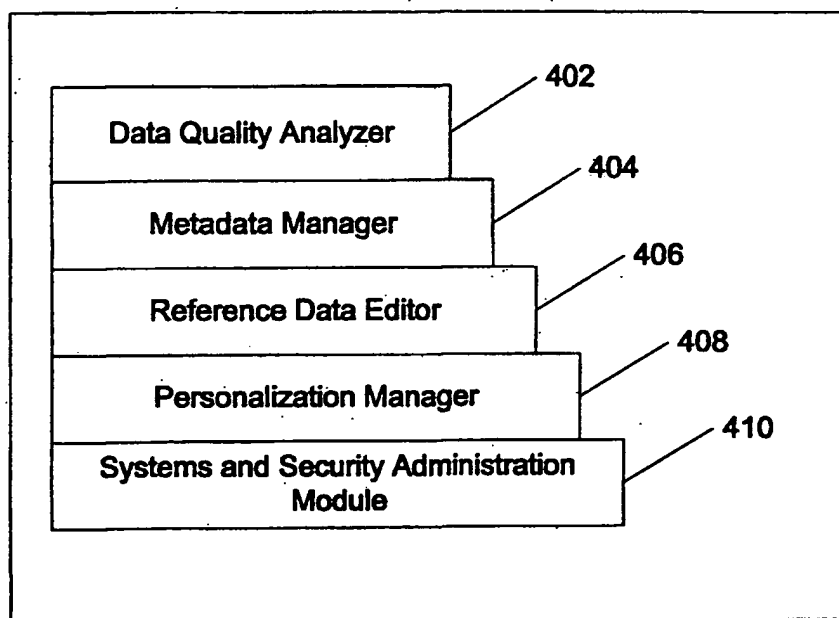 402
Data Quality Analyzer
404
Metadata Manager
406
Reference Data Editor
408
Personalization Manager
410
Systems and Security Administration
Module